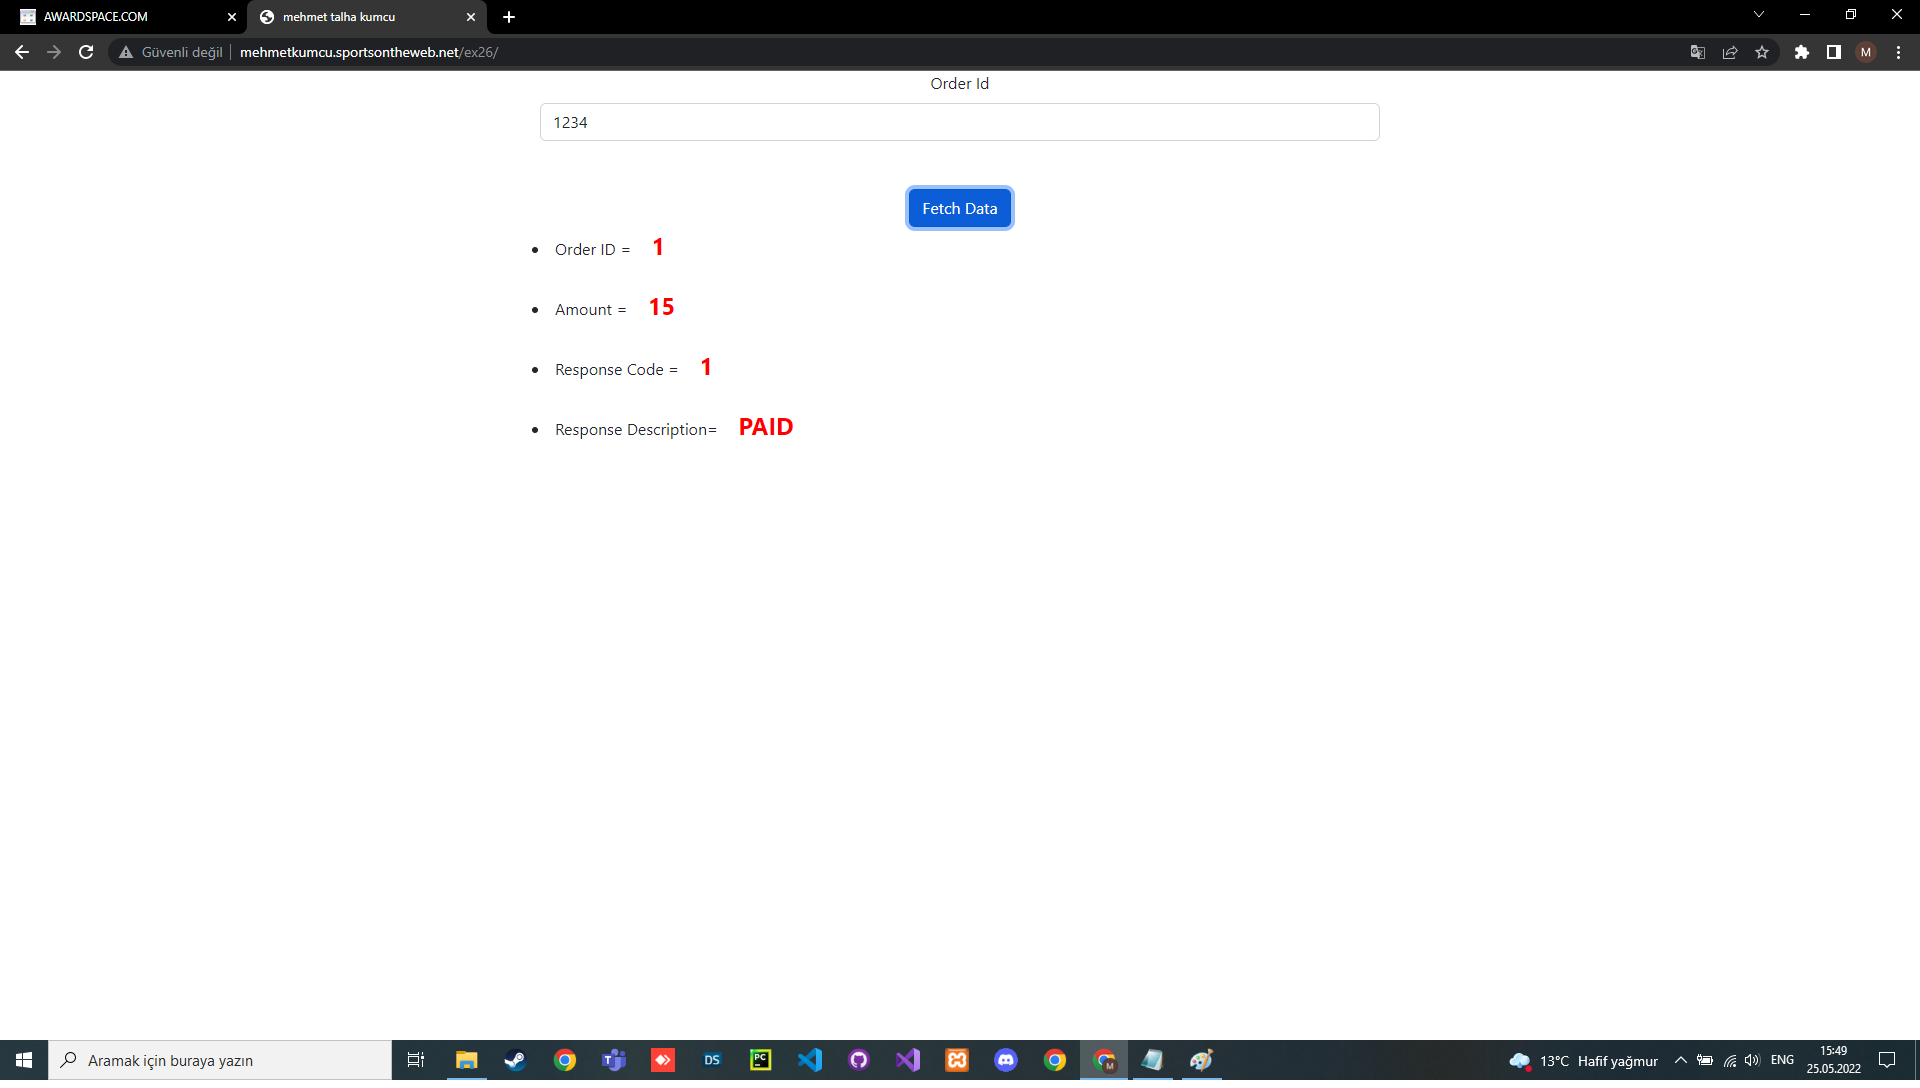 AWARDSPACE.COM
mehmet talha kumcu
Güvenli değil
mehmetkumcu.sportsontheweb.net/ex26/
M
Order Id
1234
Fetch Data
Order ID = 1
Amount = 15
Response Code = 1
Response Description= PAID
Aramak için buraya yazın
DS
PC
M
13°C Hafif yağmur
ENG
15:49
25.05.2022